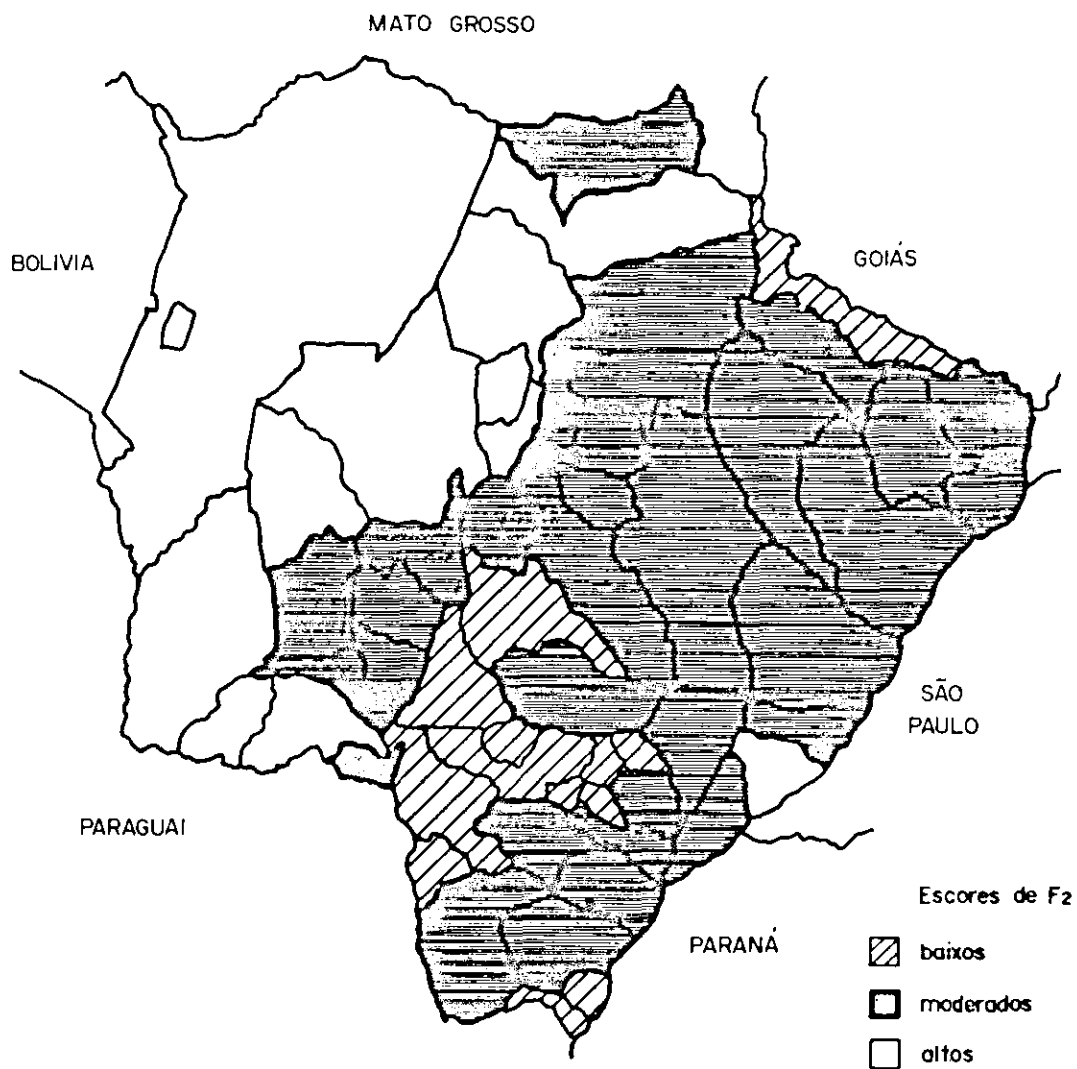 MATO GROSSO
BOLIVIA
GOIÁS
SÃO
PAULO
PARAGUAI
PARANÁ
Escores de F2
baixos
moderados
altos